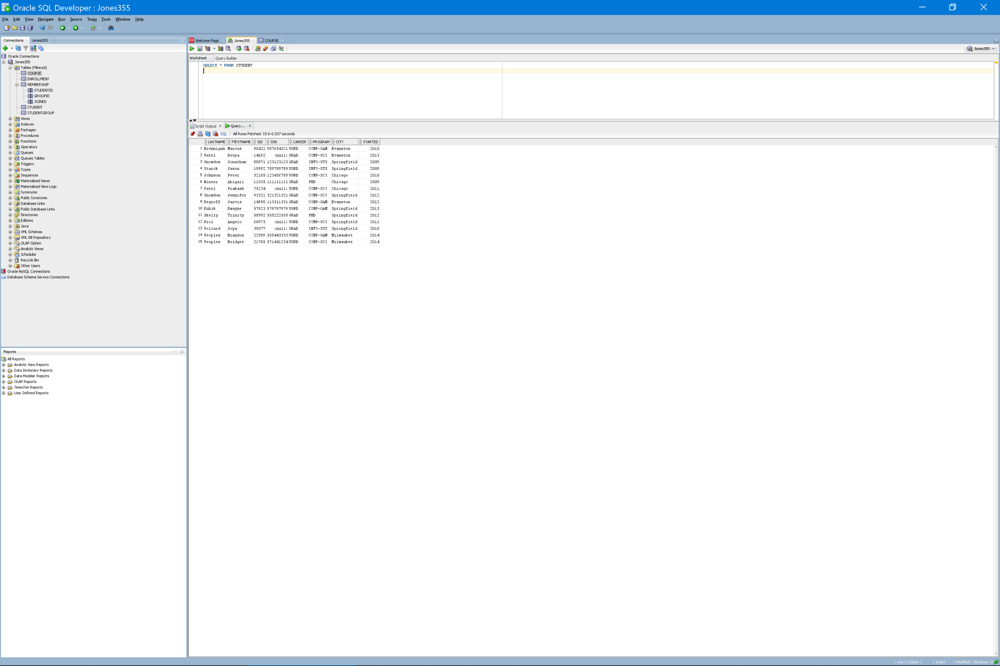 Oracle SQL Developer : Jones355
File Edit View Navigate Run Source Team Tools Window Help
Connections Jones355
Oracle Connections
Jones355
Tables (Filtered)
COURSE
ENROLLMENT
MEMBERSHIP
STUDENTID
GROUPID
JOINED
STUDENT
STUDENTGROUP
Views
Indexes
Packages
Procedures
Functions
Operators
Queues
Queues Tables
Triggers
Types
Sequences
Materialized Views
Materialized View Logs
Synonyms
Public Synonyms
Database Links
Public Database Links
Directories
Editions
Java
XML Schemas
XML DB Repository
OLAP Option
Analytic Views
Scheduler
Recycle Bin
Other Users
Oracle NoSQL Connections
Database Schema Service Connections
Reports
All Reports
Analytic View Reports
Data Dictionary Reports
Data Modeler Reports
OLAP Reports
TimesTen Reports
User Defined Reports
Welcome Page Jones355 COURSE
Jones355
Worksheet Query Builder
SELECT * FROM STUDENT
Script Output x Query... x
SQL All Rows Fetched: 15 in 0.037 seconds
LASTNAME FIRSTNAME SID SSN CAREER PROGRAM CITY STARTED
1 Brennigan Marcus 90421 987654321 UGRD COMP-GAM Evanston 2010
2 Patel Deepa 14662 (null) GRAD COMP-SCI Evanston 2013
3 Snowdon Jonathan 88871 123123123 GRAD INFO-SYS Springfield 2009
4 Starck Jason 19992 789789789 UGRD INFO-SYS Springfield 2009
5 Johnson Peter 32105 123456789 UGRD COMP-SCI Chicago 2010
6 Winter Abigail 11035 111111111 GRAD PHD Chicago 2009
7 Patel Prakash 75234 (null) UGRD COMP-SCI Chicago 2011
8 Snowdon Jennifer 93321 321321321 GRAD COMP-SCI Springfield 2012
9 Degroff Jarvis 14998 113311331 GRAD COMP-GAM Evanston 2012
10 Kubik Dwayne 57923 979797979 UGRD COMP-GAM Springfield 2013
11 Skelly Trinity 58992 555222555 GRAD PHD Springfield 2012
12 Krol Angelo 60973 (null) UGRD COMP-SCI Springfield 2011
13 Pollard Joya 39077 (null) GRAD INFO-SYS Springfield 2010
14 Peoples Brandon 22989 555443333 UGRD COMP-GAM Milwaukee 2014
15 Peoples Bridget 21705 571441234 UGRD COMP-SCI Milwaukee 2014
Line 2 Column 1 | Insert | Modified | Windows: